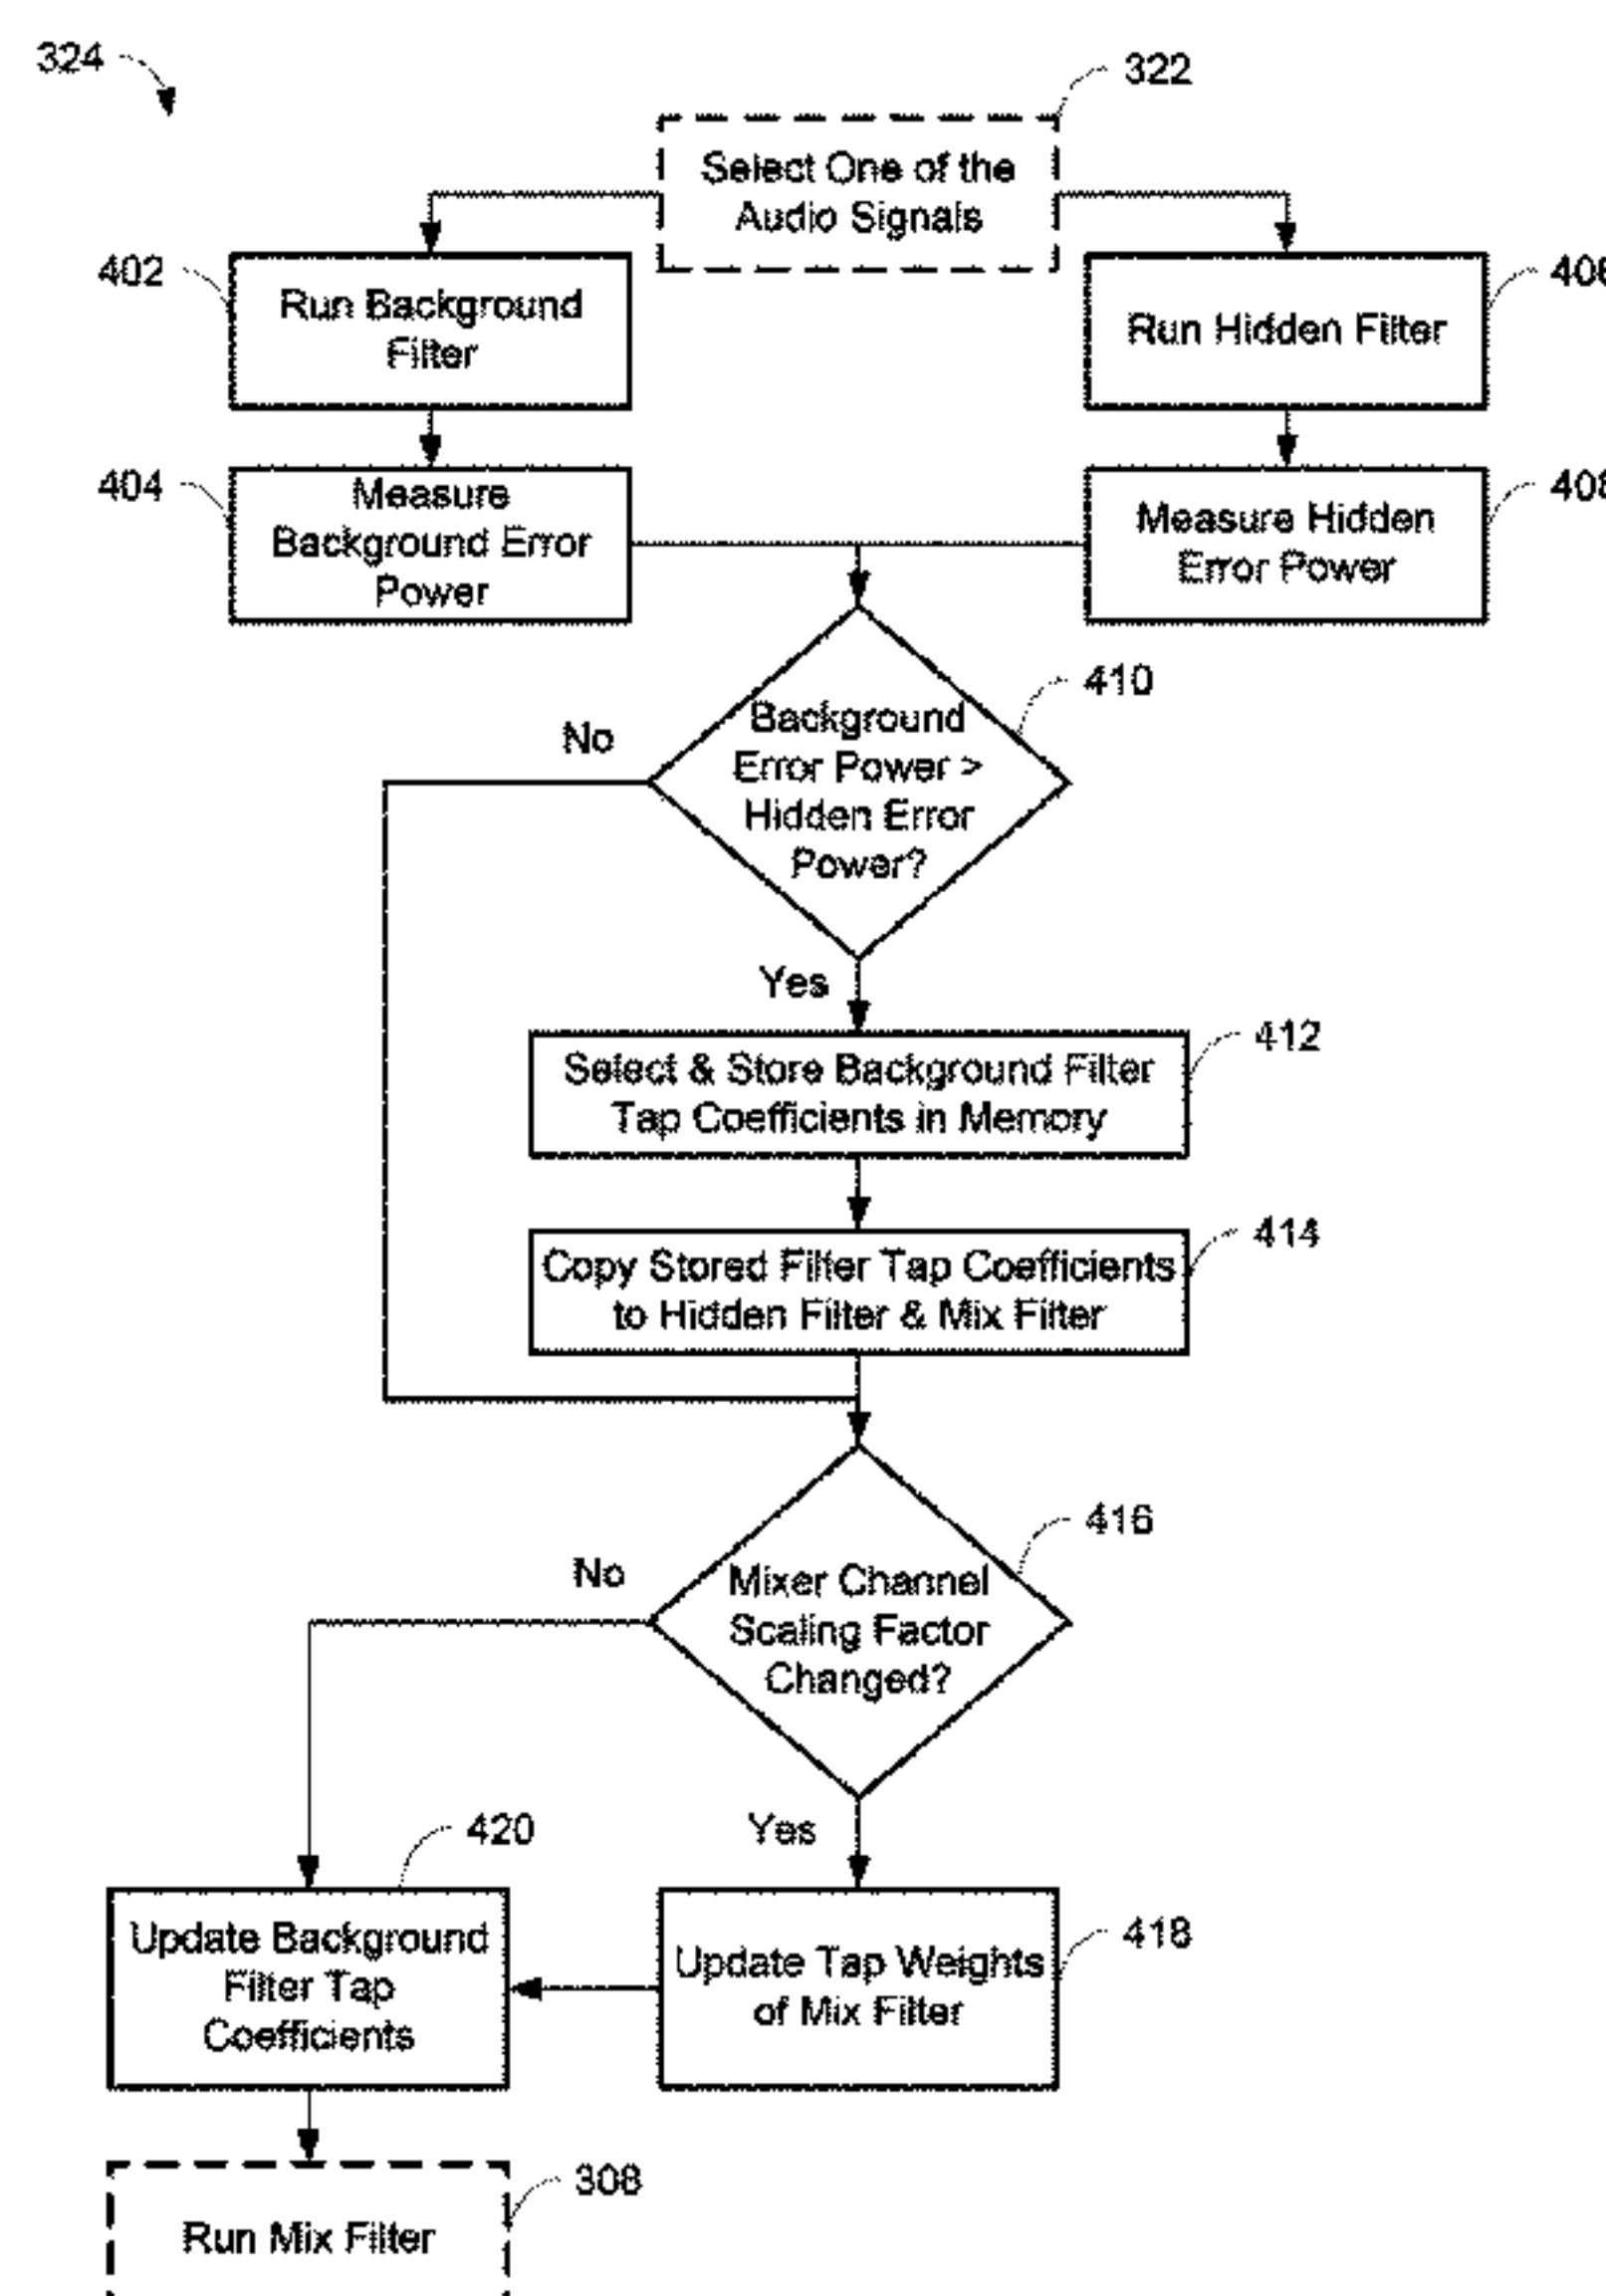 324
322
Select One of the
Audio Signals
402
Run Background
Filter
406
Run Hidden Filter
404
Measure
Background Error
Power
408
Measure Hidden
Error Power
410
No
Background
Error Power >
Hidden Error
Power?
Yes
412
Select & Store Background Filter
Tap Coefficients in Memory
414
Copy Stored Filter Tap Coefficients
to Hidden Filter & Mix Filter
416
No
Mixer Channel
Scaling Factor
Changed?
420
Yes
Update Background
Filter Tap
Coefficients
418
Update Tap Weights
of Mix Filter
308
Run Mix Filter